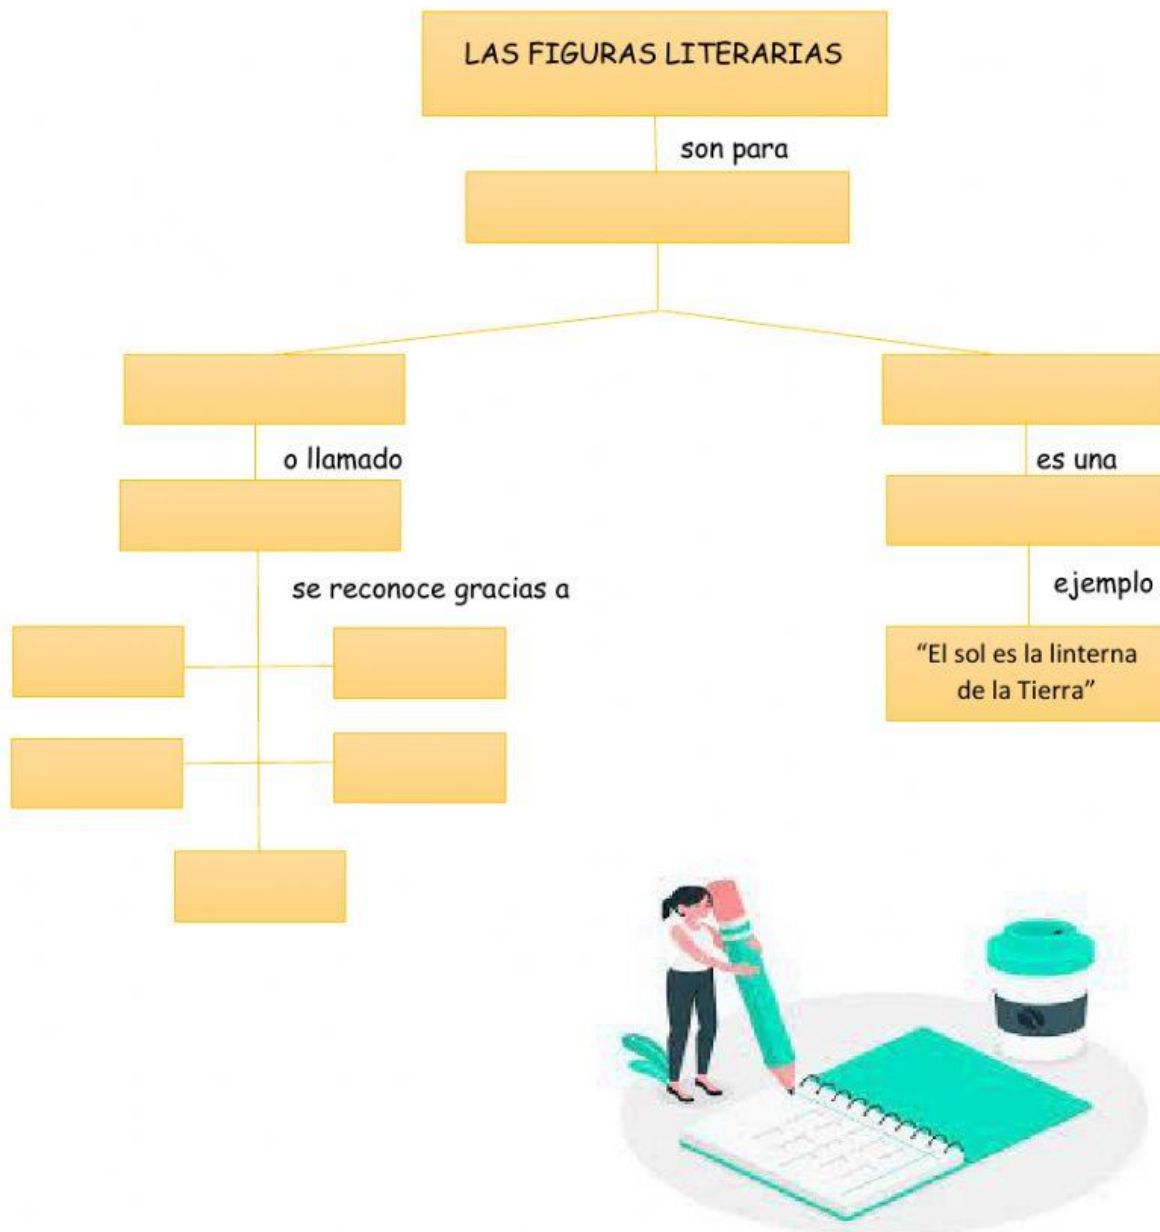 LAS FIGURAS LITERARIAS
son para
o llamado
es una
se reconoce gracias a
ejemplo
“El sol es la linterna
de la Tierra”